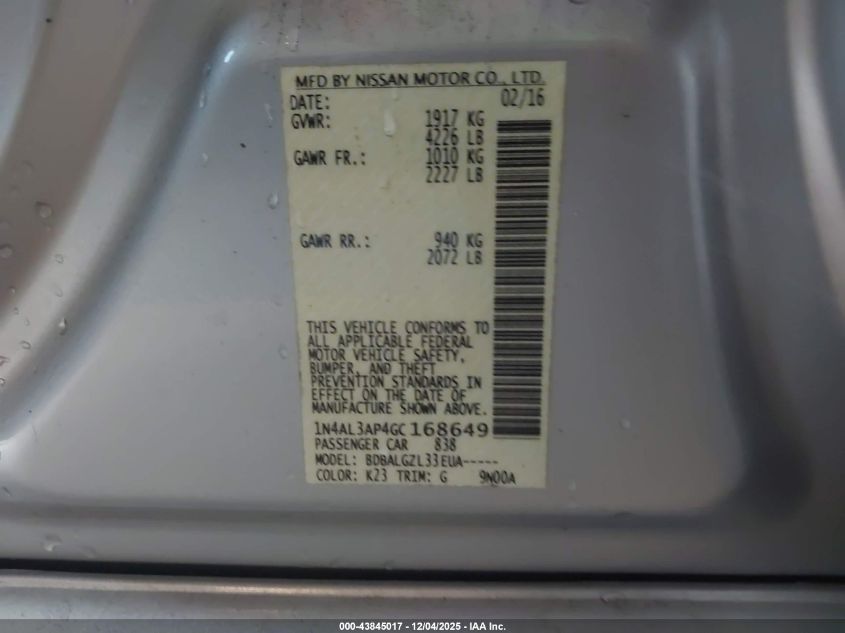 MFD BY NISSAN MOTOR CO., LTD.
DATE: 02/16
GVWR: 1917 KG
4226 LB
GAWR FR.: 1010 KG
2227 LB
GAWR RR.: 940 KG
2072 LB
THIS VEHICLE CONFORMS TO
ALL APPLICABLE FEDERAL
MOTOR VEHICLE SAFETY,
BUMPER, AND THEFT
PREVENTION STANDARDS IN
EFFECT ON THE DATE OF
MANUFACTURE SHOWN ABOVE.
1N4AL3AP4GC168649
PASSENGER CAR 838
MODEL: BDBALGZL33EUA-----
COLOR: K23 TRIM: G 9N00A
000-43845017 - 12/04/2025 - IAA Inc.